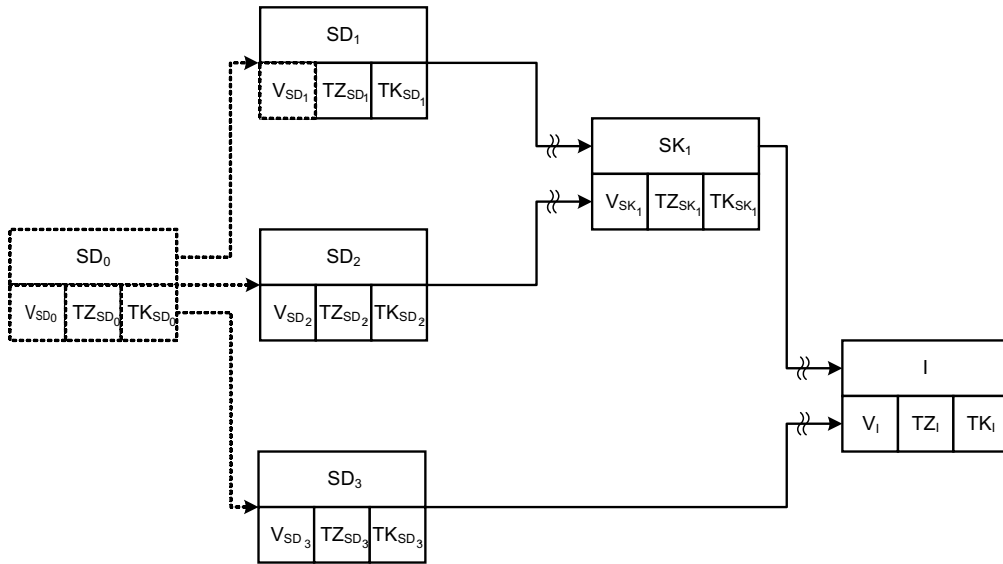 SD₁
V_SD₁ TZ_SD₁ TK_SD₁
SK₁
V_SK₁ TZ_SK₁ TK_SK₁
SD₀
V_SD₀ TZ_SD₀ TK_SD₀
SD₂
V_SD₂ TZ_SD₂ TK_SD₂
I
V_I TZ_I TK_I
SD₃
V_SD₃ TZ_SD₃ TK_SD₃